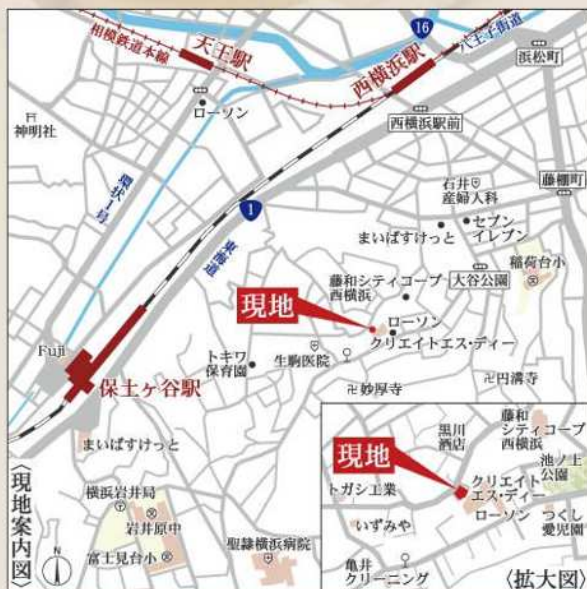 16
八王子街道
相模鉄道本線
天王駅
西横浜駅
浜松町
ローソン
西横浜駅前
神明社
環状1号
石井
産婦人科
藤棚町
1
東海道
まいばすけっと
セブン
イレブン
稲荷台小
大谷公園
藤和シティコープ
西横浜
現地
ローソン
クリエイトエス・ディー
Fuji
トキワ
保育園
生駒医院
保土ヶ谷駅
卍妙厚寺
卍円溝寺
まいばすけっと
〈現地案内図〉
横浜岩井局
岩井原中
富士見台小
聖隷横浜病院
N
黒川
酒店
藤和
シティコープ
西横浜
現地
池ノ上
公園
トガシ工業
クリエイト
エス・ディー
いずみや
ローソン
つくし
愛児園
亀井
クリーニング
〈拡大図〉